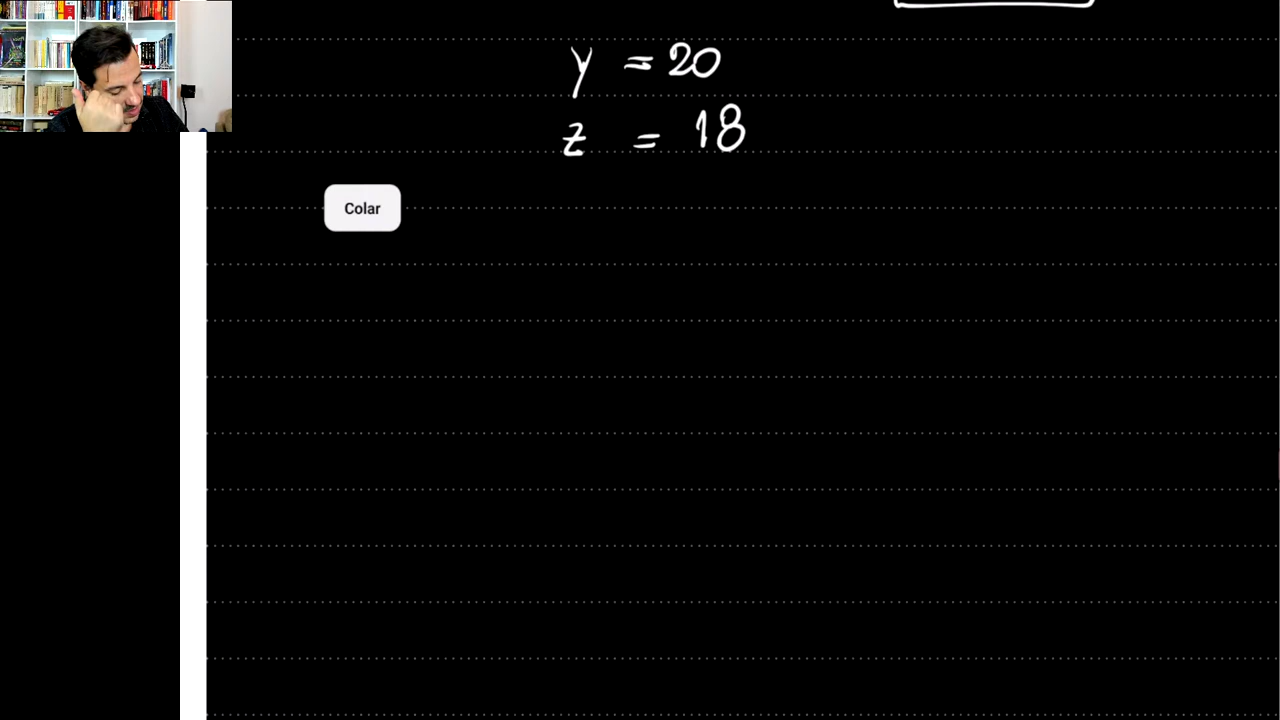 y = 20
z = 18
Colar